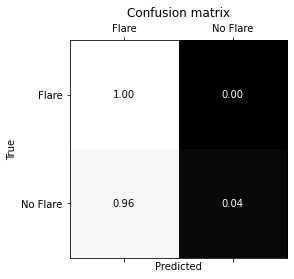 Confusion matrix
Flare No Flare
Flare 1.00 0.00
True
No Flare 0.96 0.04
Predicted